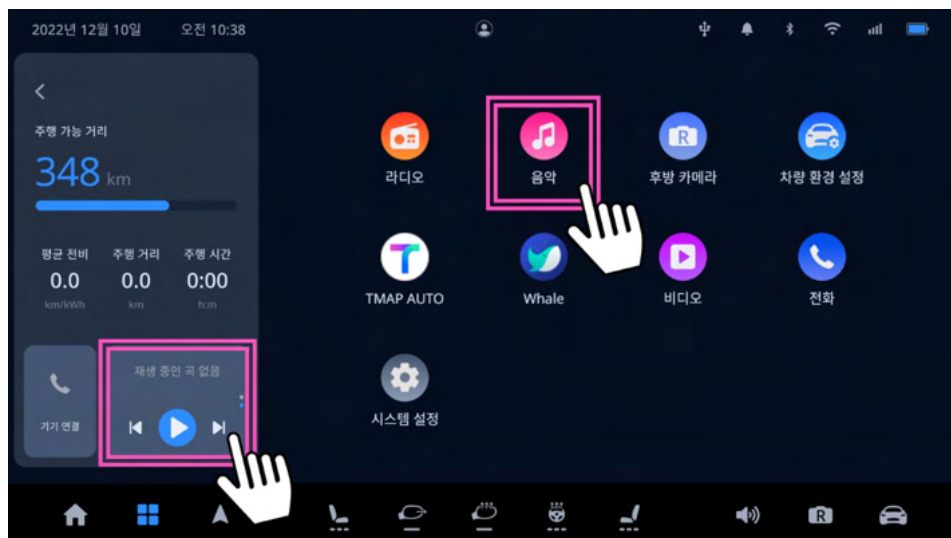 2022년 12월 10일 오전 10:38
주행 가능 거리
348 km
평균 전비 주행 거리 주행 시간
0.0 0.0 0:00
km/kWh km h:m
재생 중인 곡 없음
기기 연결
라디오 음악 후방 카메라 차량 환경 설정
R
TMAP AUTO Whale 비디오 전화
시스템 설정
R